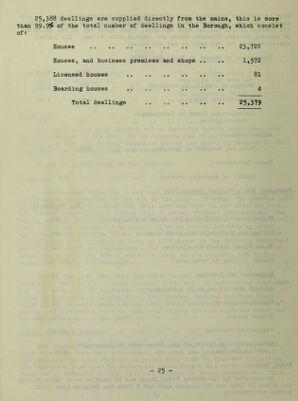 25,388 dwellings are supplied directly from the mains, this is more
than 99.9% of the total number of dwellings in the Borough, which consist
of:
Houses .. .. .. .. .. .. .. 23,722
Houses, and business premises and shops .. .. 1,572
Licensed houses .. .. .. .. .. 81
Boarding houses .. .. .. .. .. 4
Total dwellings .. .. .. .. 25,379
- 25 -